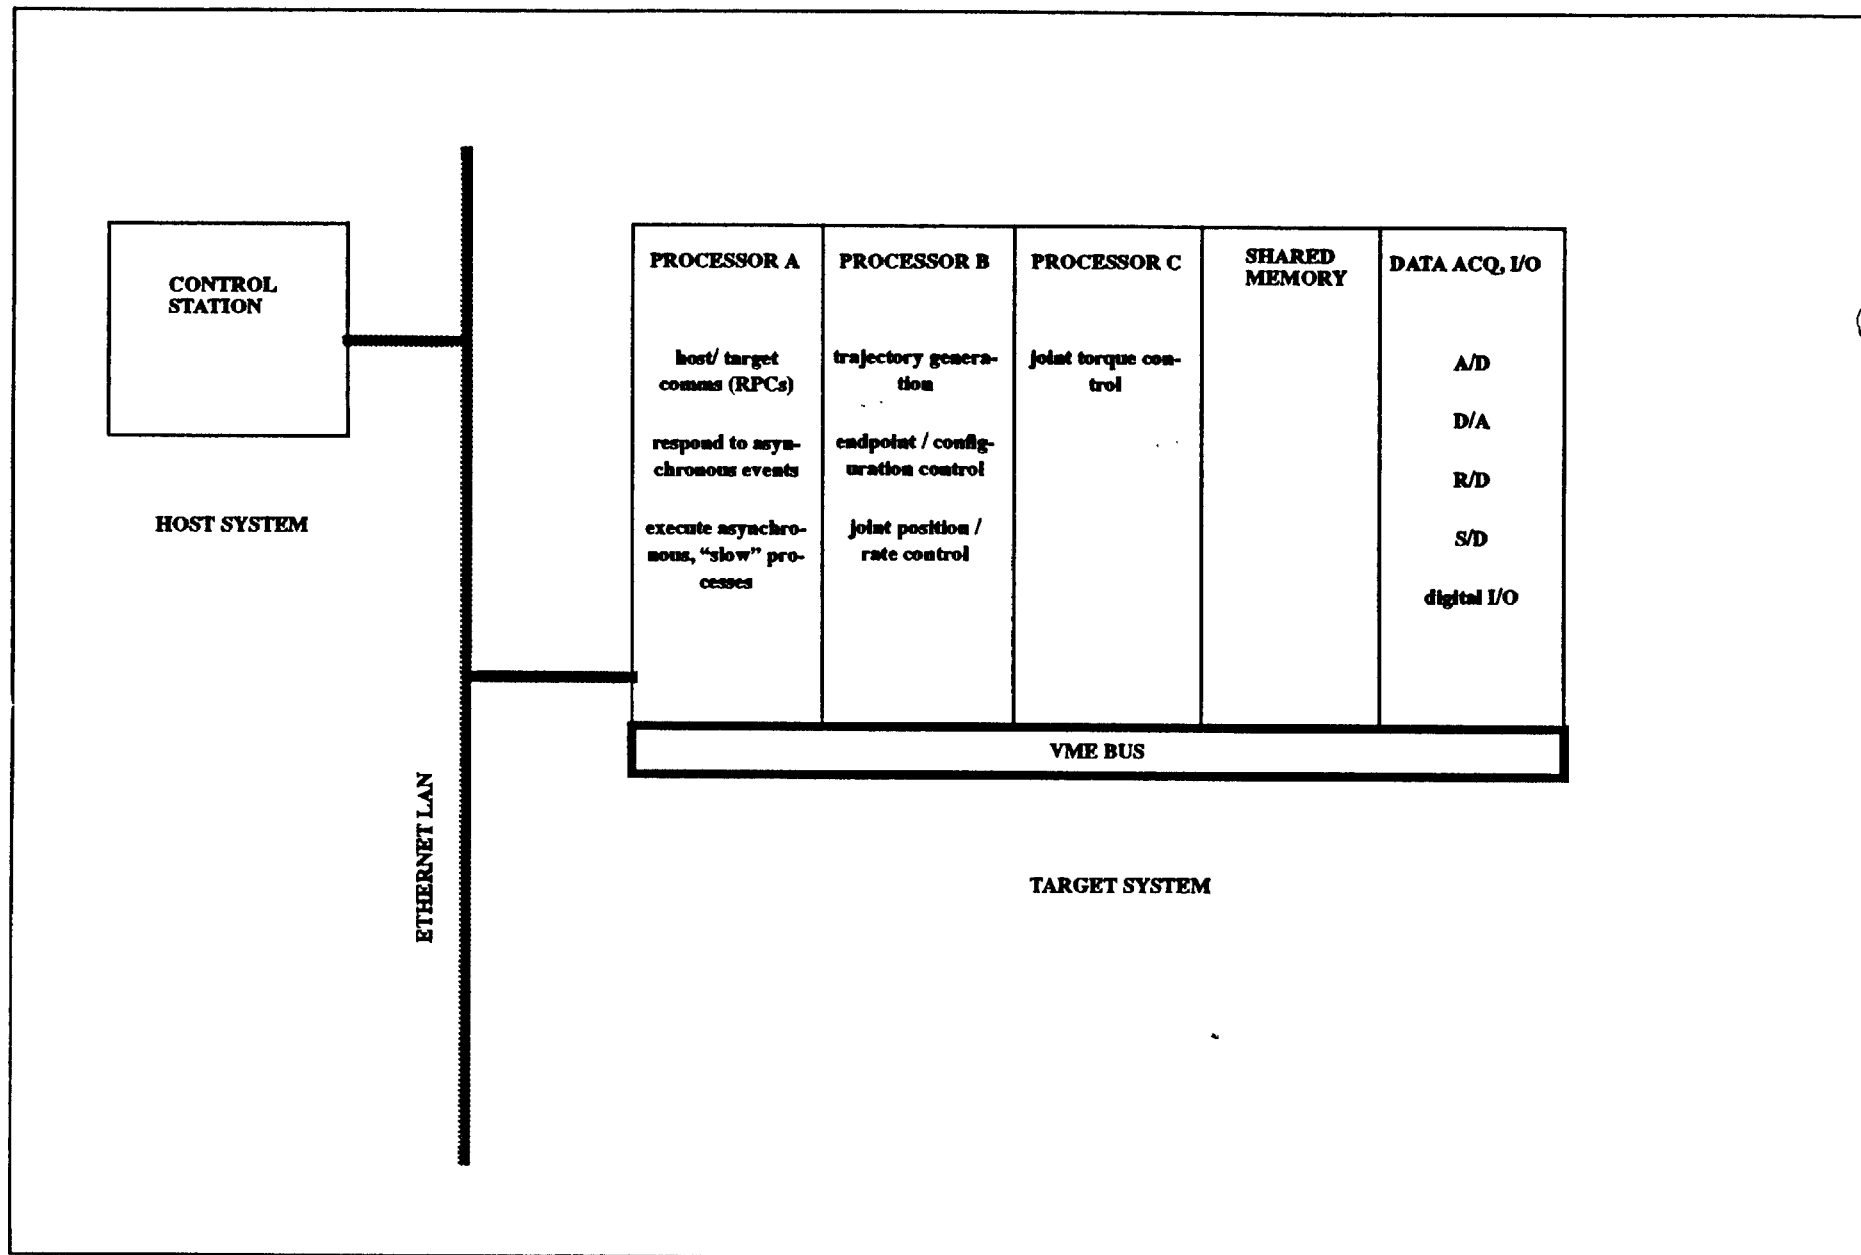 CONTROL
STATION
HOST SYSTEM
ETHERNET LAN
PROCESSOR A
host/ target
comms (RPCs)
respond to asyn-
chronous events
execute asynchro-
nous, “slow” pro-
cesses
PROCESSOR B
trajectory genera-
tion
endpoint / config-
uration control
joint position /
rate control
PROCESSOR C
joint torque con-
trol
SHARED
MEMORY
DATA ACQ, I/O
A/D
D/A
R/D
S/D
digital I/O
VME BUS
TARGET SYSTEM